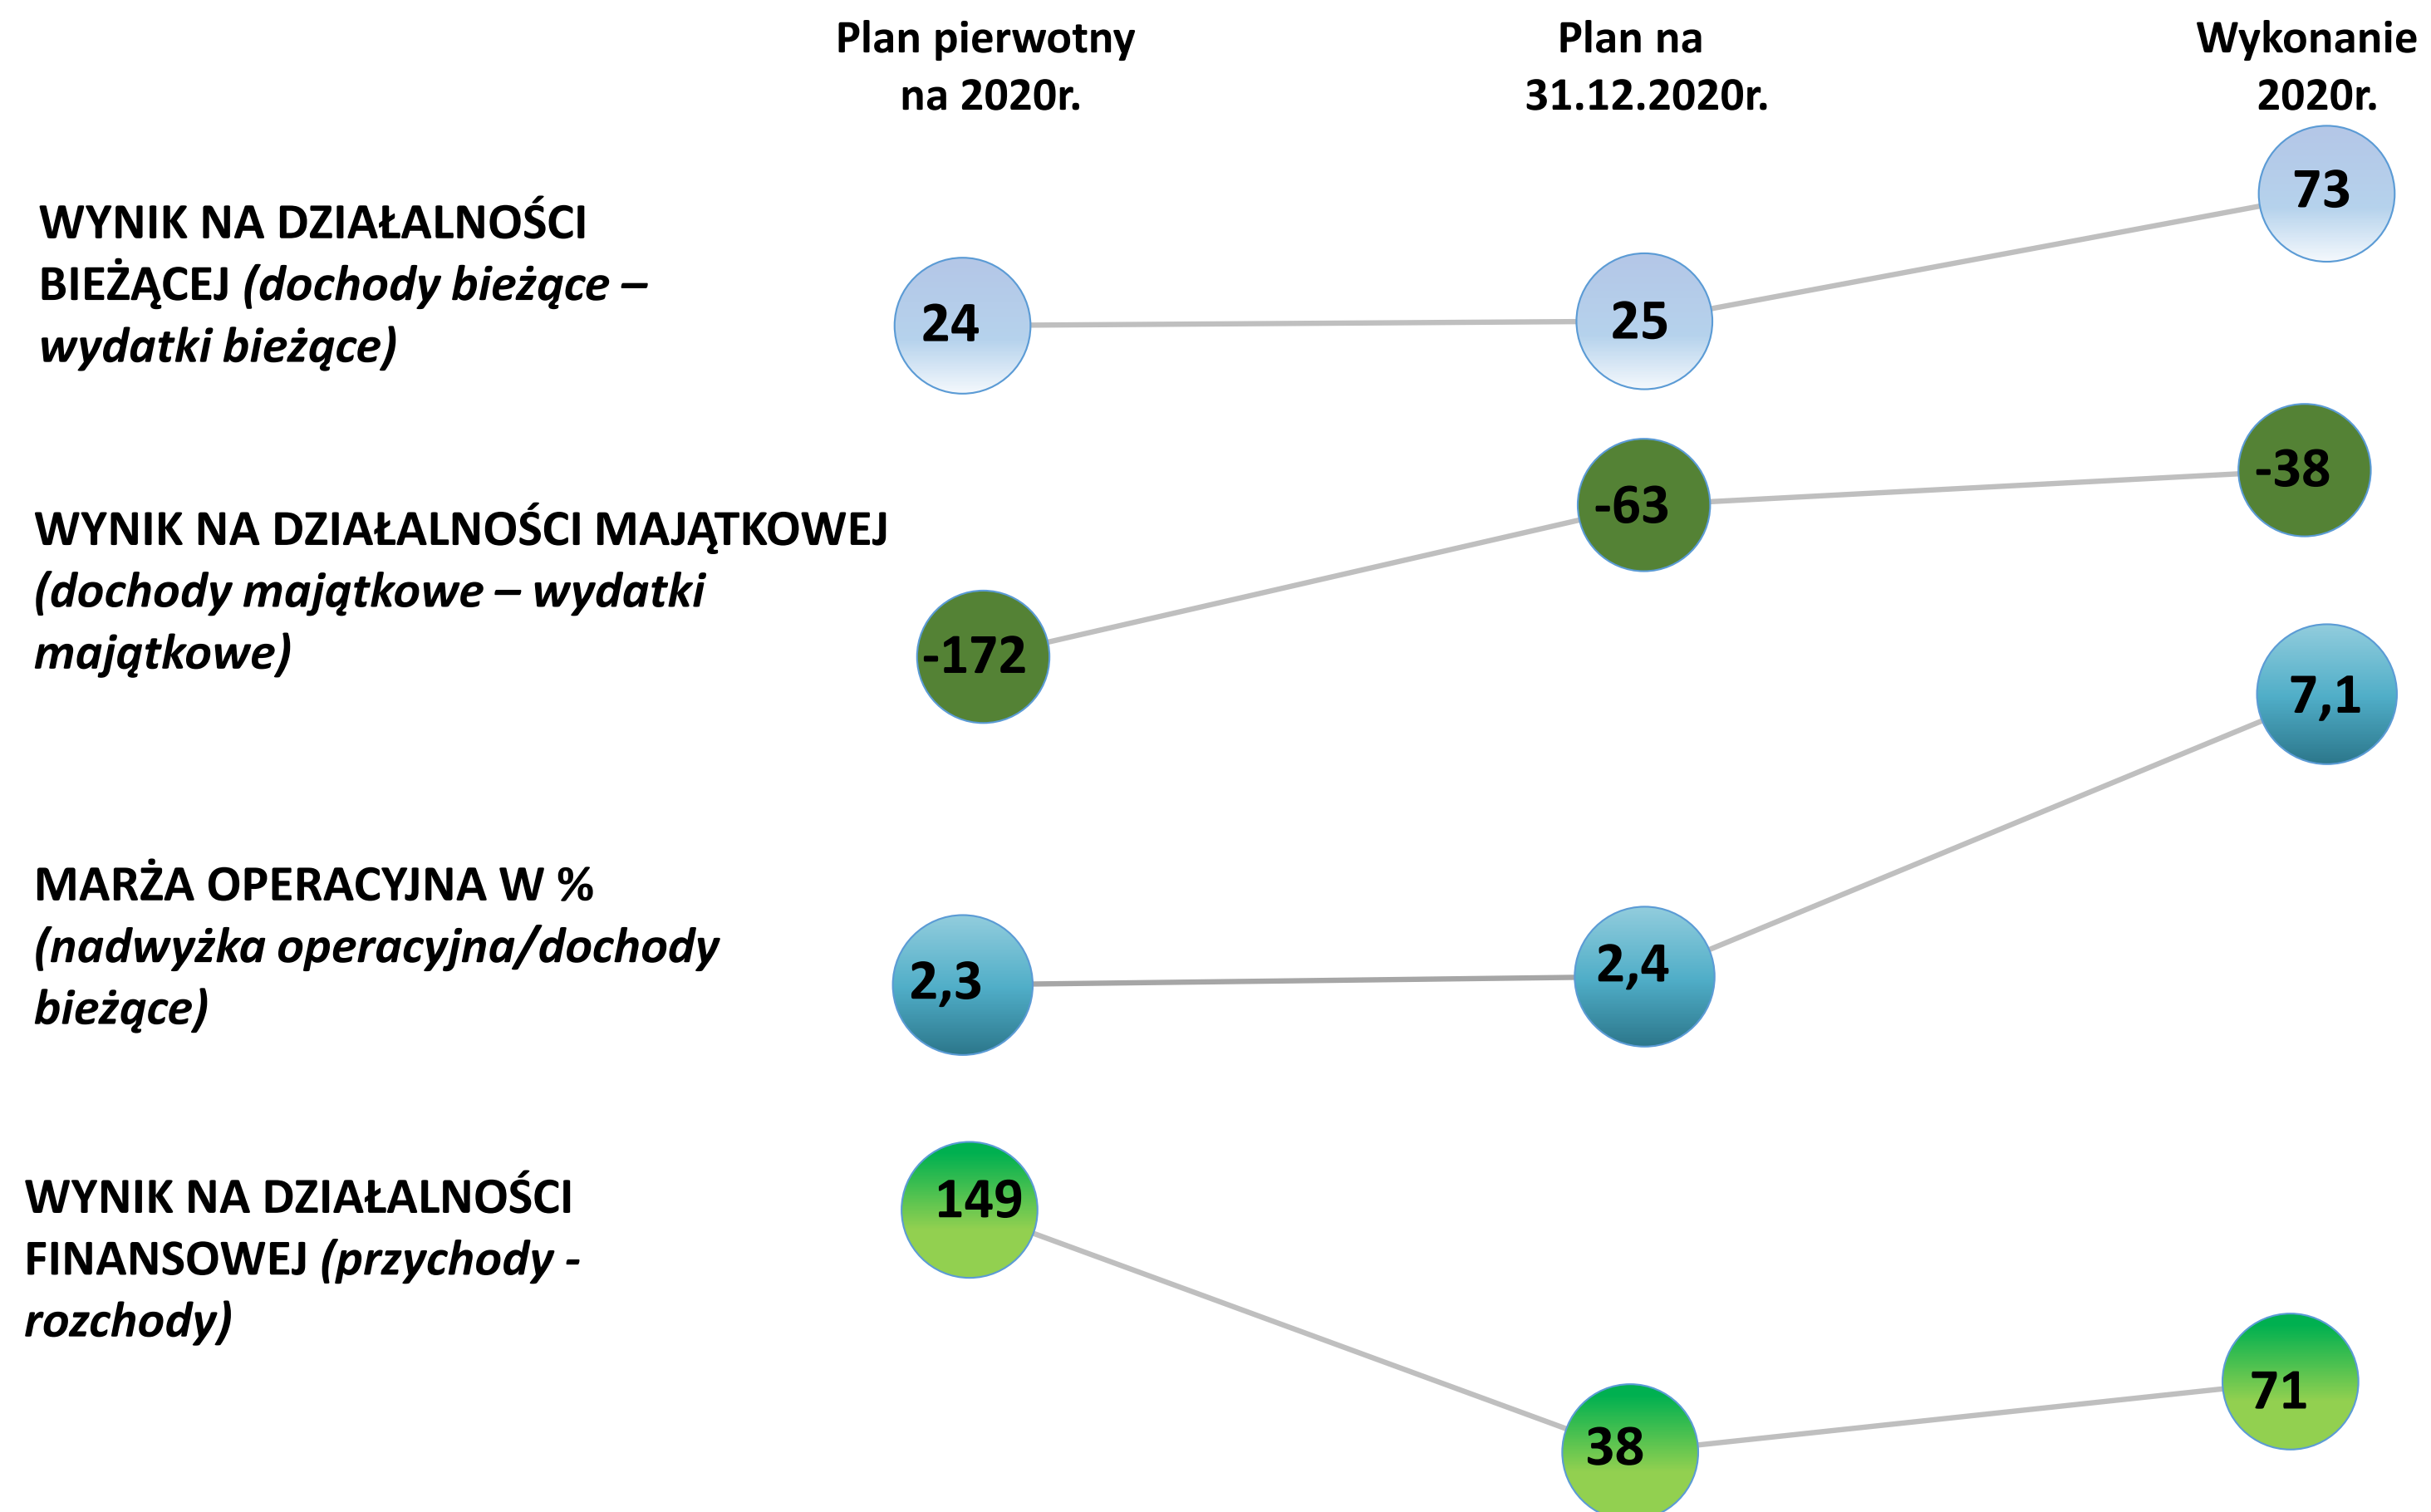 Plan pierwotny
na 2020r.
Plan na
31.12.2020r.
Wykonanie
2020r.
WYNIK NA DZIAŁALNOŚCI
BIEŻĄCEJ (dochody bieżące –
wydatki bieżące)
24
25
73
WYNIK NA DZIAŁALNOŚCI MAJĄTKOWEJ
(dochody majątkowe – wydatki
majątkowe)
-172
-63
-38
MARŻA OPERACYJNA W %
(nadwyżka operacyjna/dochody
bieżące)
2,3
2,4
7,1
WYNIK NA DZIAŁALNOŚCI
FINANSOWEJ (przychody -
rozchody)
149
38
71